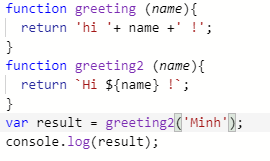 function greeting (name){
  return 'hi '+ name +' !';
}
function greeting2 (name){
  return `Hi ${name} !`;
}
var result = greeting2('Minh');
console.log(result);